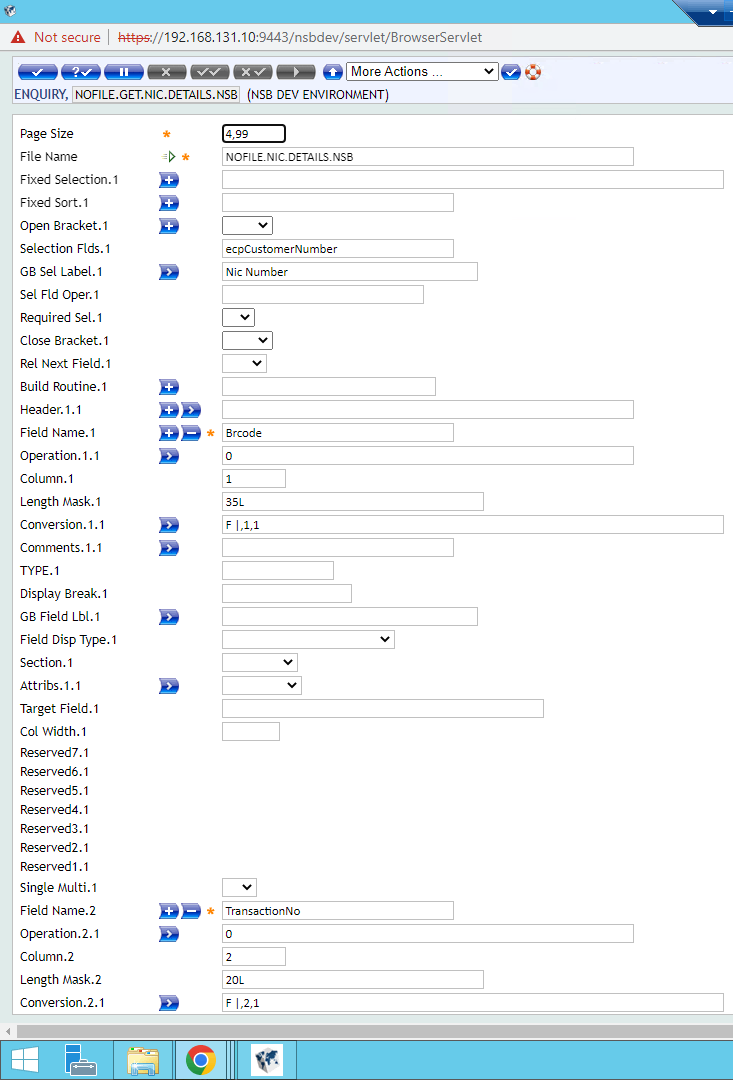 Not secure https://192.168.131.10:9443/nsbdev/servlet/BrowserServlet
More Actions ...
ENQUIRY, NOFILE.GET.NIC.DETAILS.NSB (NSB DEV ENVIRONMENT)
Page Size * 4,99
File Name * NOFILE.NIC.DETAILS.NSB
Fixed Selection.1
Fixed Sort.1
Open Bracket.1
Selection Flds.1 ecpCustomerNumber
GB Sel Label.1 Nic Number
Sel Fld Oper.1
Required Sel.1
Close Bracket.1
Rel Next Field.1
Build Routine.1
Header.1.1
Field Name.1 * Brcode
Operation.1.1 0
Column.1 1
Length Mask.1 35L
Conversion.1.1 F |,1,1
Comments.1.1
TYPE.1
Display Break.1
GB Field Lbl.1
Field Disp Type.1
Section.1
Attribs.1.1
Target Field.1
Col Width.1
Reserved7.1
Reserved6.1
Reserved5.1
Reserved4.1
Reserved3.1
Reserved2.1
Reserved1.1
Single Multi.1
Field Name.2 * TransactionNo
Operation.2.1 0
Column.2 2
Length Mask.2 20L
Conversion.2.1 F |,2,1